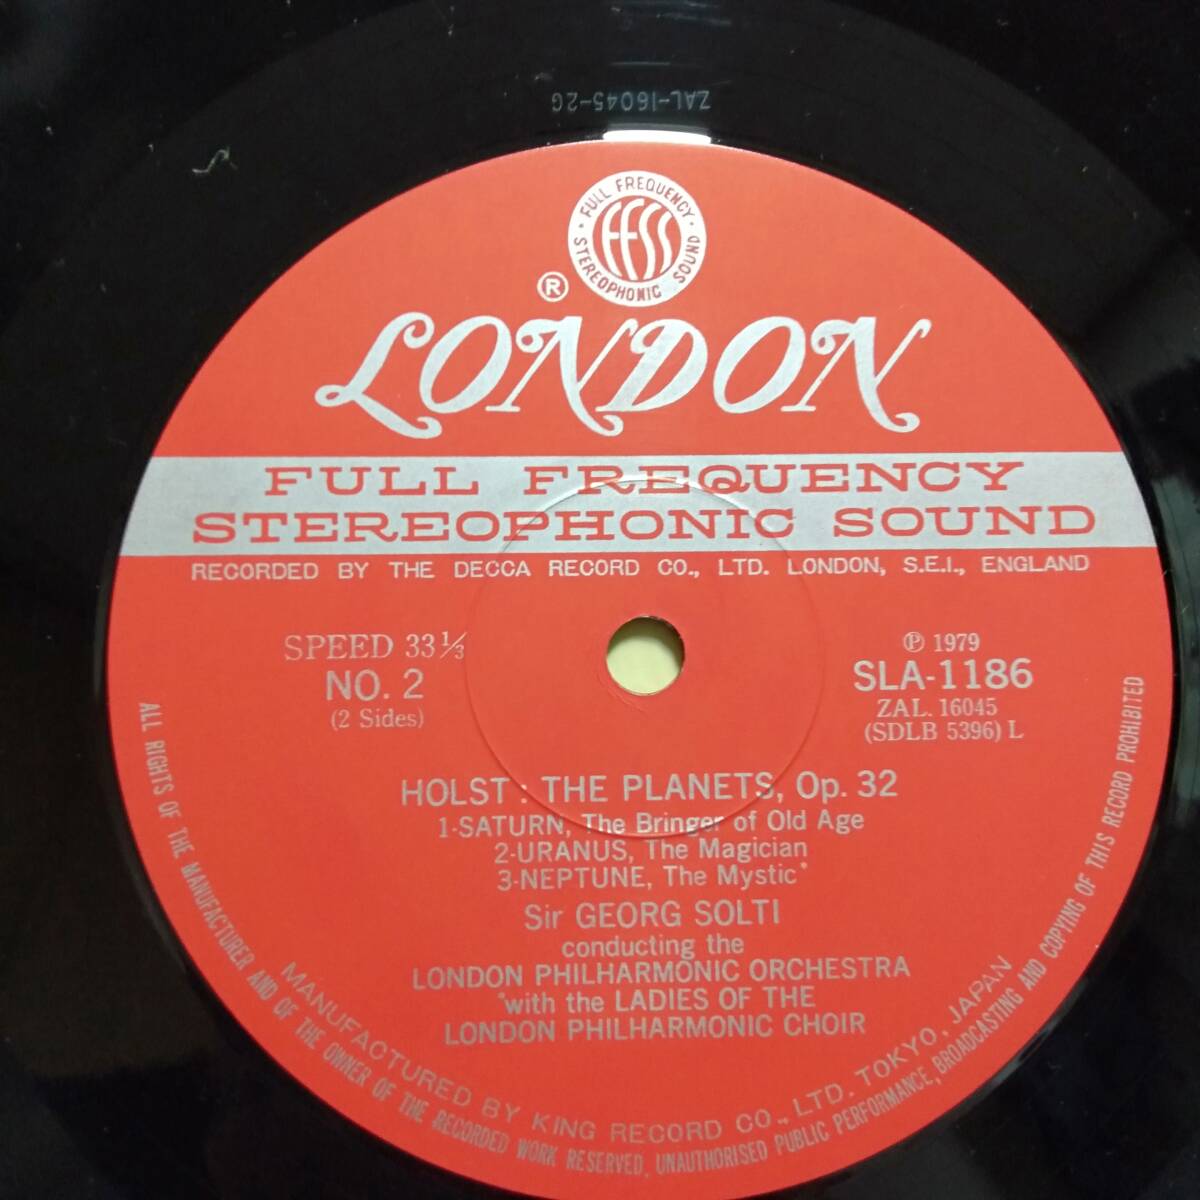 ZAL-16045-2G
FULL FREQUENCY
STEREOPHONIC SOUND
FFSS
®
LONDON
FULL FREQUENCY
STEREOPHONIC SOUND
RECORDED BY THE DECCA RECORD CO., LTD. LONDON, S.E.I., ENGLAND
SPEED 33⅓
NO. 2
(2 Sides)
℗ 1979
SLA-1186
ZAL. 16045
(SDLB 5396) L
HOLST : THE PLANETS, Op. 32
1-SATURN, The Bringer of Old Age
2-URANUS, The Magician
3-NEPTUNE, The Mystic*
Sir GEORG SOLTI
conducting the
LONDON PHILHARMONIC ORCHESTRA
*with the LADIES OF THE
LONDON PHILHARMONIC CHOIR
MANUFACTURED BY KING RECORD CO., LTD. TOKYO, JAPAN
ALL RIGHTS OF THE MANUFACTURER AND OF THE OWNER OF THE RECORDED WORK RESERVED, UNAUTHORISED PUBLIC PERFORMANCE, BROADCASTING AND COPYING OF THIS RECORD PROHIBITED